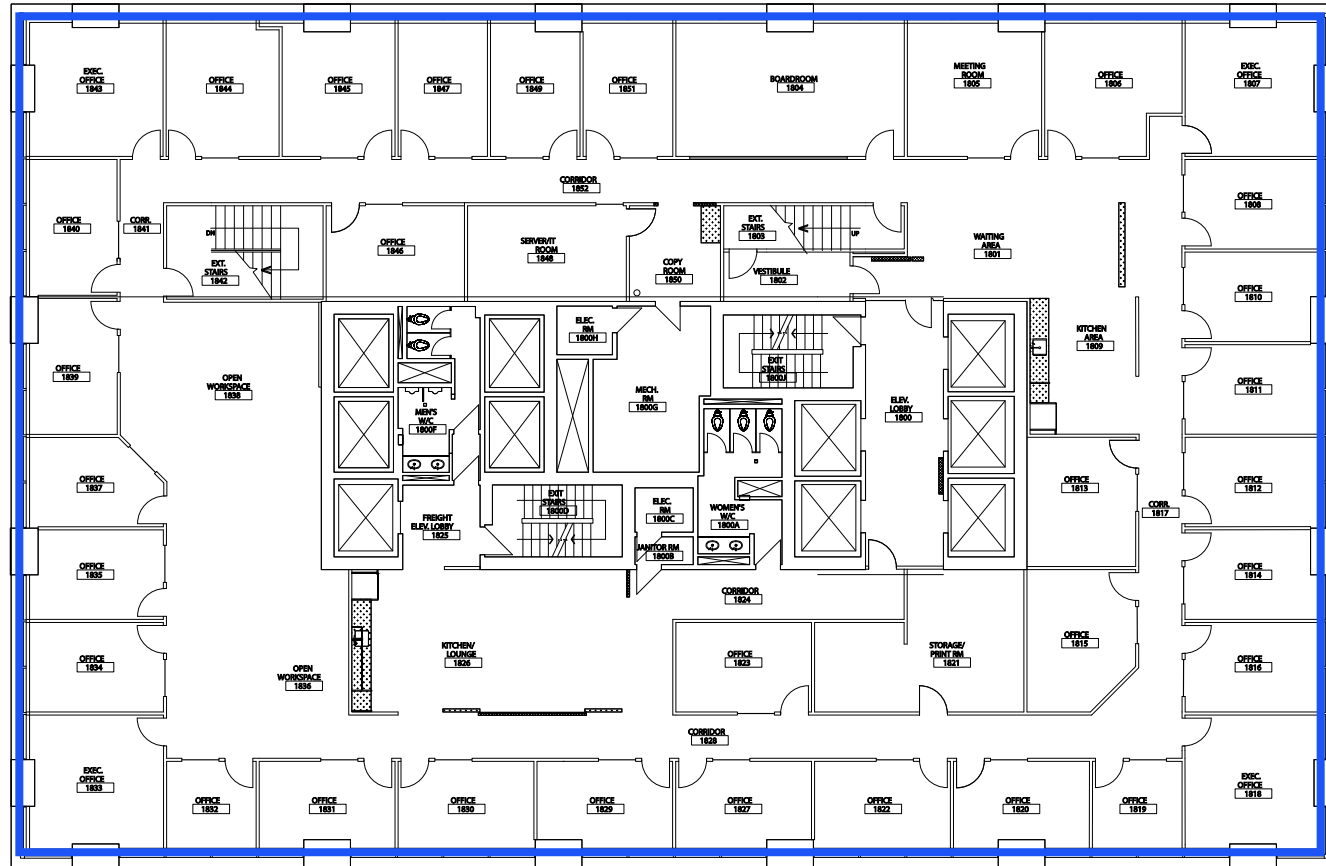 EXEC.
OFFICE
1843
OFFICE
1844
OFFICE
1845
OFFICE
1847
OFFICE
1849
OFFICE
1851
BOARDROOM
1804
MEETING
ROOM
1805
OFFICE
1806
EXEC.
OFFICE
1807
CORRIDOR
1852
OFFICE
1840
CORR.
1841
DN
EXT.
STAIRS
1842
OFFICE
1846
SERVER/IT
ROOM
1848
COPY
ROOM
1850
EXT.
STAIRS
1803
UP
VESTIBULE
1802
WAITING
AREA
1801
OFFICE
1808
OFFICE
1810
OFFICE
1839
OPEN
WORKSPACE
1838
MEN'S
W/C
1800F
ELEC.
RM
1800H
MECH.
RM
1800G
EXIT
STAIRS
1800J
ELEV.
LOBBY
1800
KITCHEN
AREA
1809
OFFICE
1811
OFFICE
1837
FREIGHT
ELEV. LOBBY
1825
EXIT
STAIRS
1800D
ELEC.
RM
1800C
JANITOR RM
1800B
WOMEN'S
W/C
1800A
OFFICE
1813
CORR.
1817
OFFICE
1812
OFFICE
1835
OFFICE
1814
CORRIDOR
1824
OFFICE
1834
OPEN
WORKSPACE
1836
KITCHEN/
LOUNGE
1826
OFFICE
1823
STORAGE/
PRINT RM
1821
OFFICE
1815
OFFICE
1816
CORRIDOR
1828
EXEC.
OFFICE
1833
OFFICE
1832
OFFICE
1831
OFFICE
1830
OFFICE
1829
OFFICE
1827
OFFICE
1822
OFFICE
1820
OFFICE
1819
EXEC.
OFFICE
1818